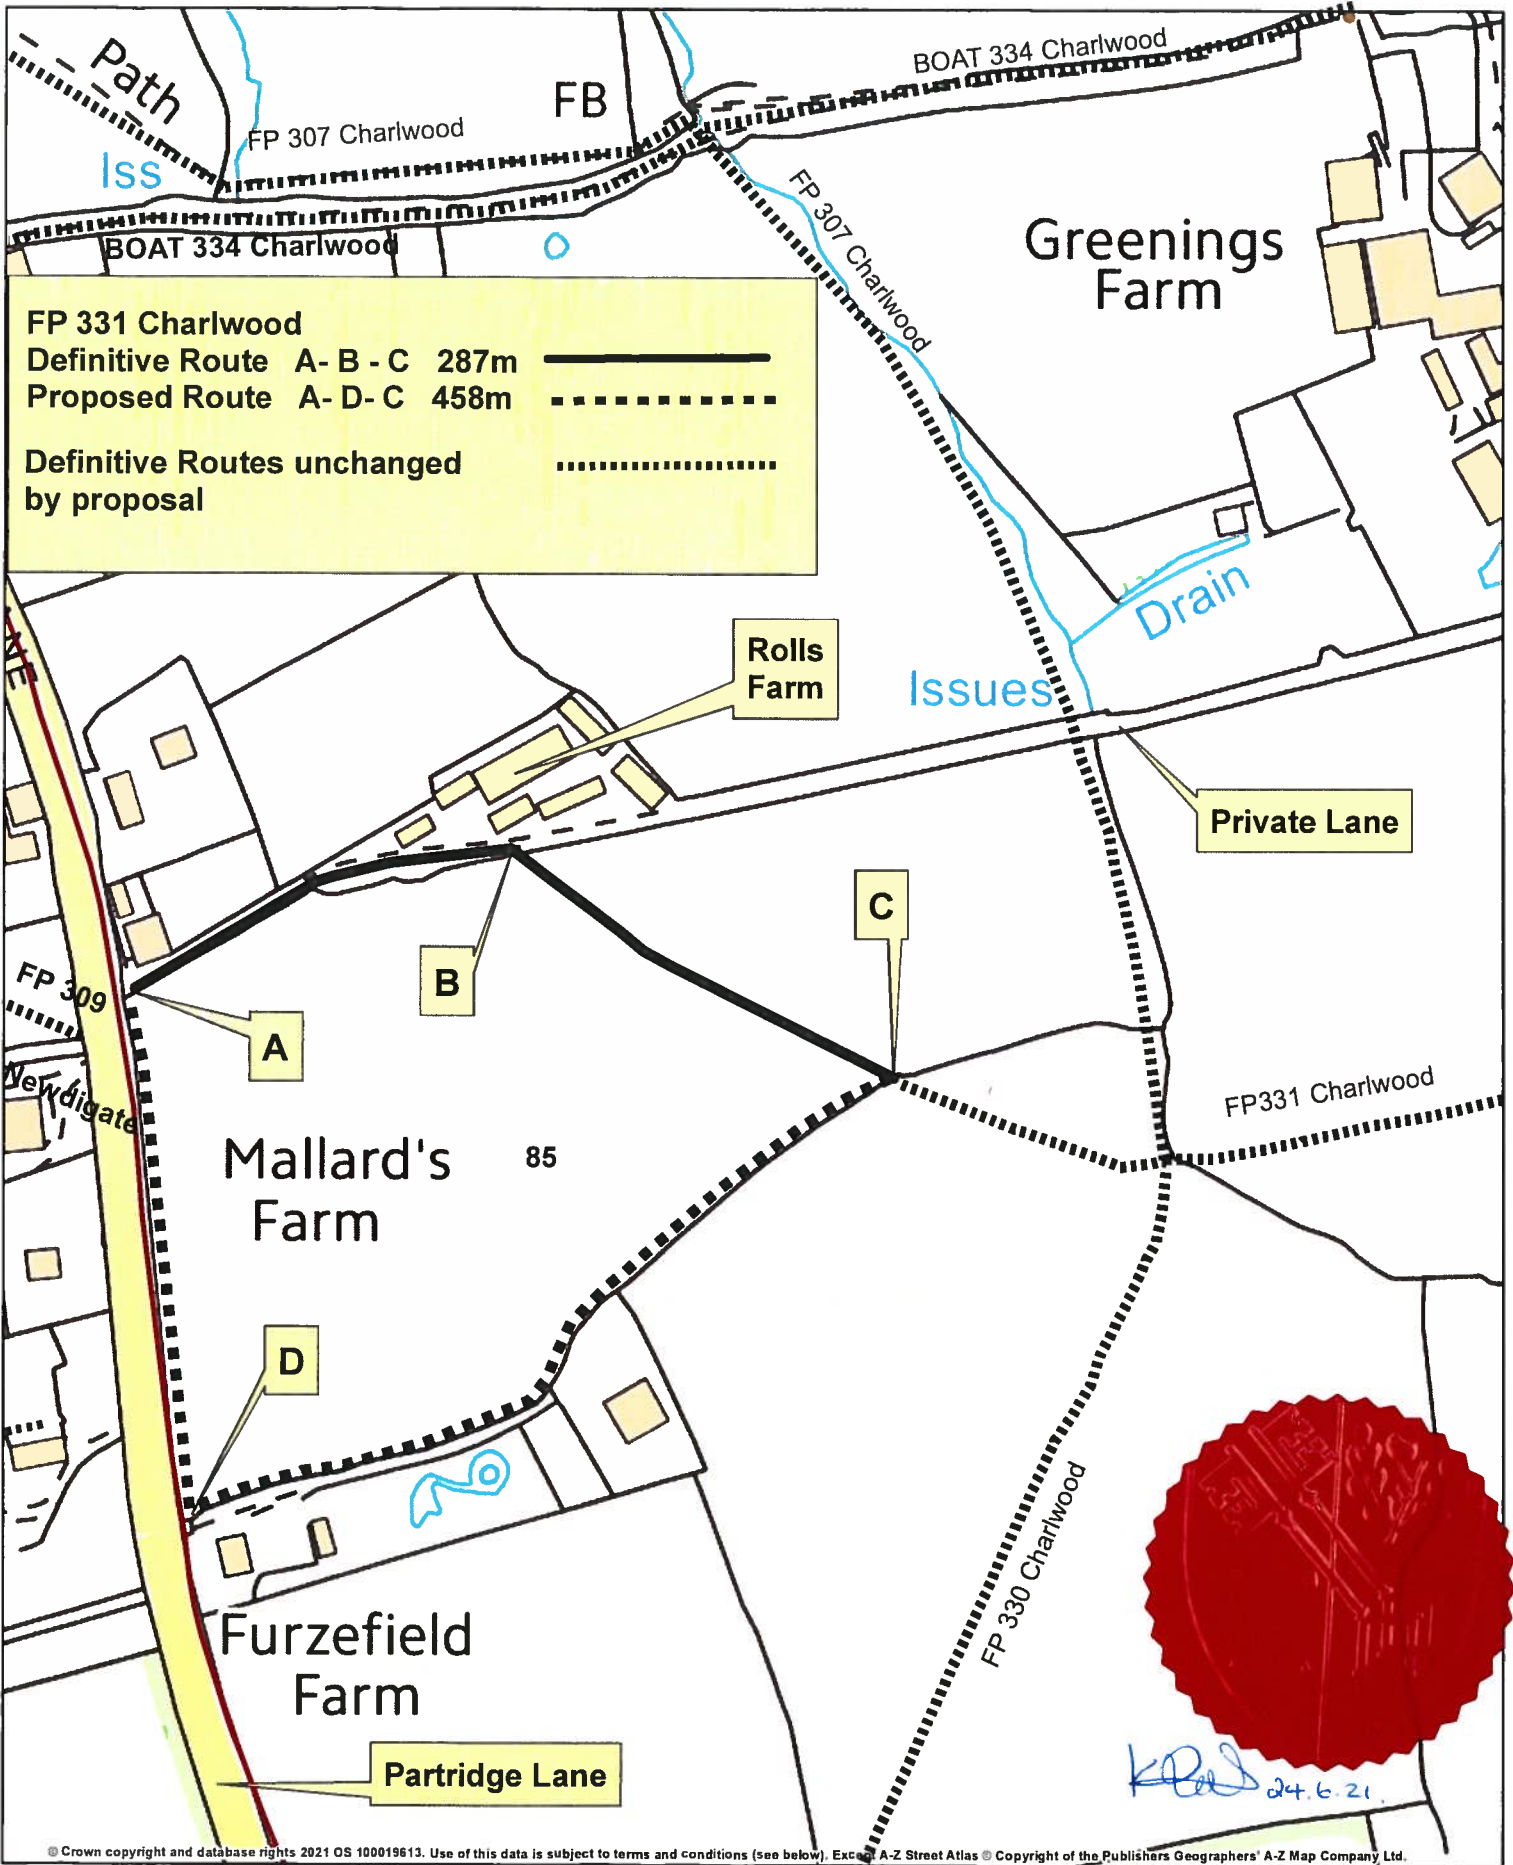 Path
FB
BOAT 334 Charlwood
FP 307 Charlwood
Iss
BOAT 334 Charlwood
FP 307 Charlwood
Greenings
Farm
FP 331 Charlwood
Definitive Route A- B - C 287m
Proposed Route A- D- C 458m
Definitive Routes unchanged
by proposal
NE
Drain
Rolls
Farm
Issues
Private Lane
C
B
FP 309
A
Newdigate
FP331 Charlwood
Mallard's
Farm
85
D
FP 330 Charlwood
Furzefield
Farm
Partridge Lane
24.6.21.
© Crown copyright and database rights 2021 OS 100019613. Use of this data is subject to terms and conditions (see below). Except A-Z Street Atlas © Copyright of the Publishers Geographers' A-Z Map Company Ltd.